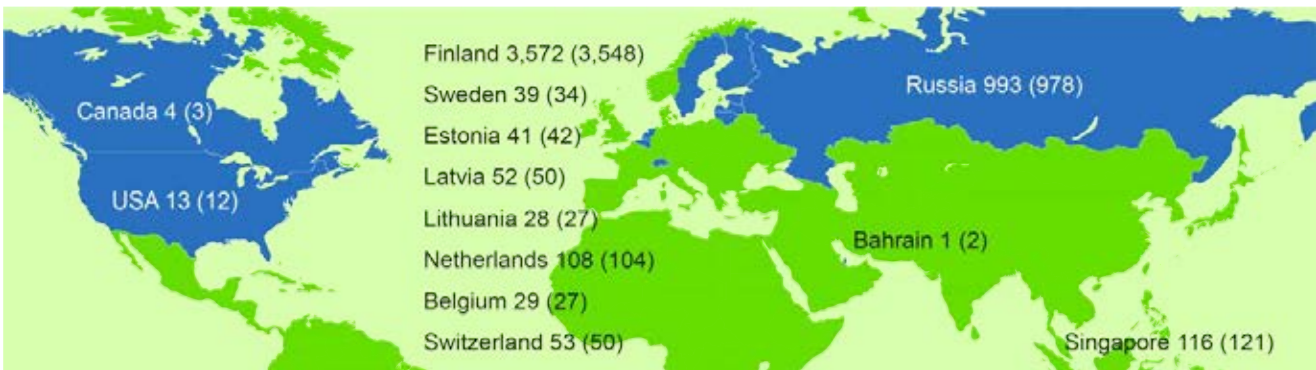 Canada 4 (3)
USA 13 (12)
Finland 3,572 (3,548)
Sweden 39 (34)
Estonia 41 (42)
Latvia 52 (50)
Lithuania 28 (27)
Netherlands 108 (104)
Belgium 29 (27)
Switzerland 53 (50)
Russia 993 (978)
Bahrain 1 (2)
Singapore 116 (121)